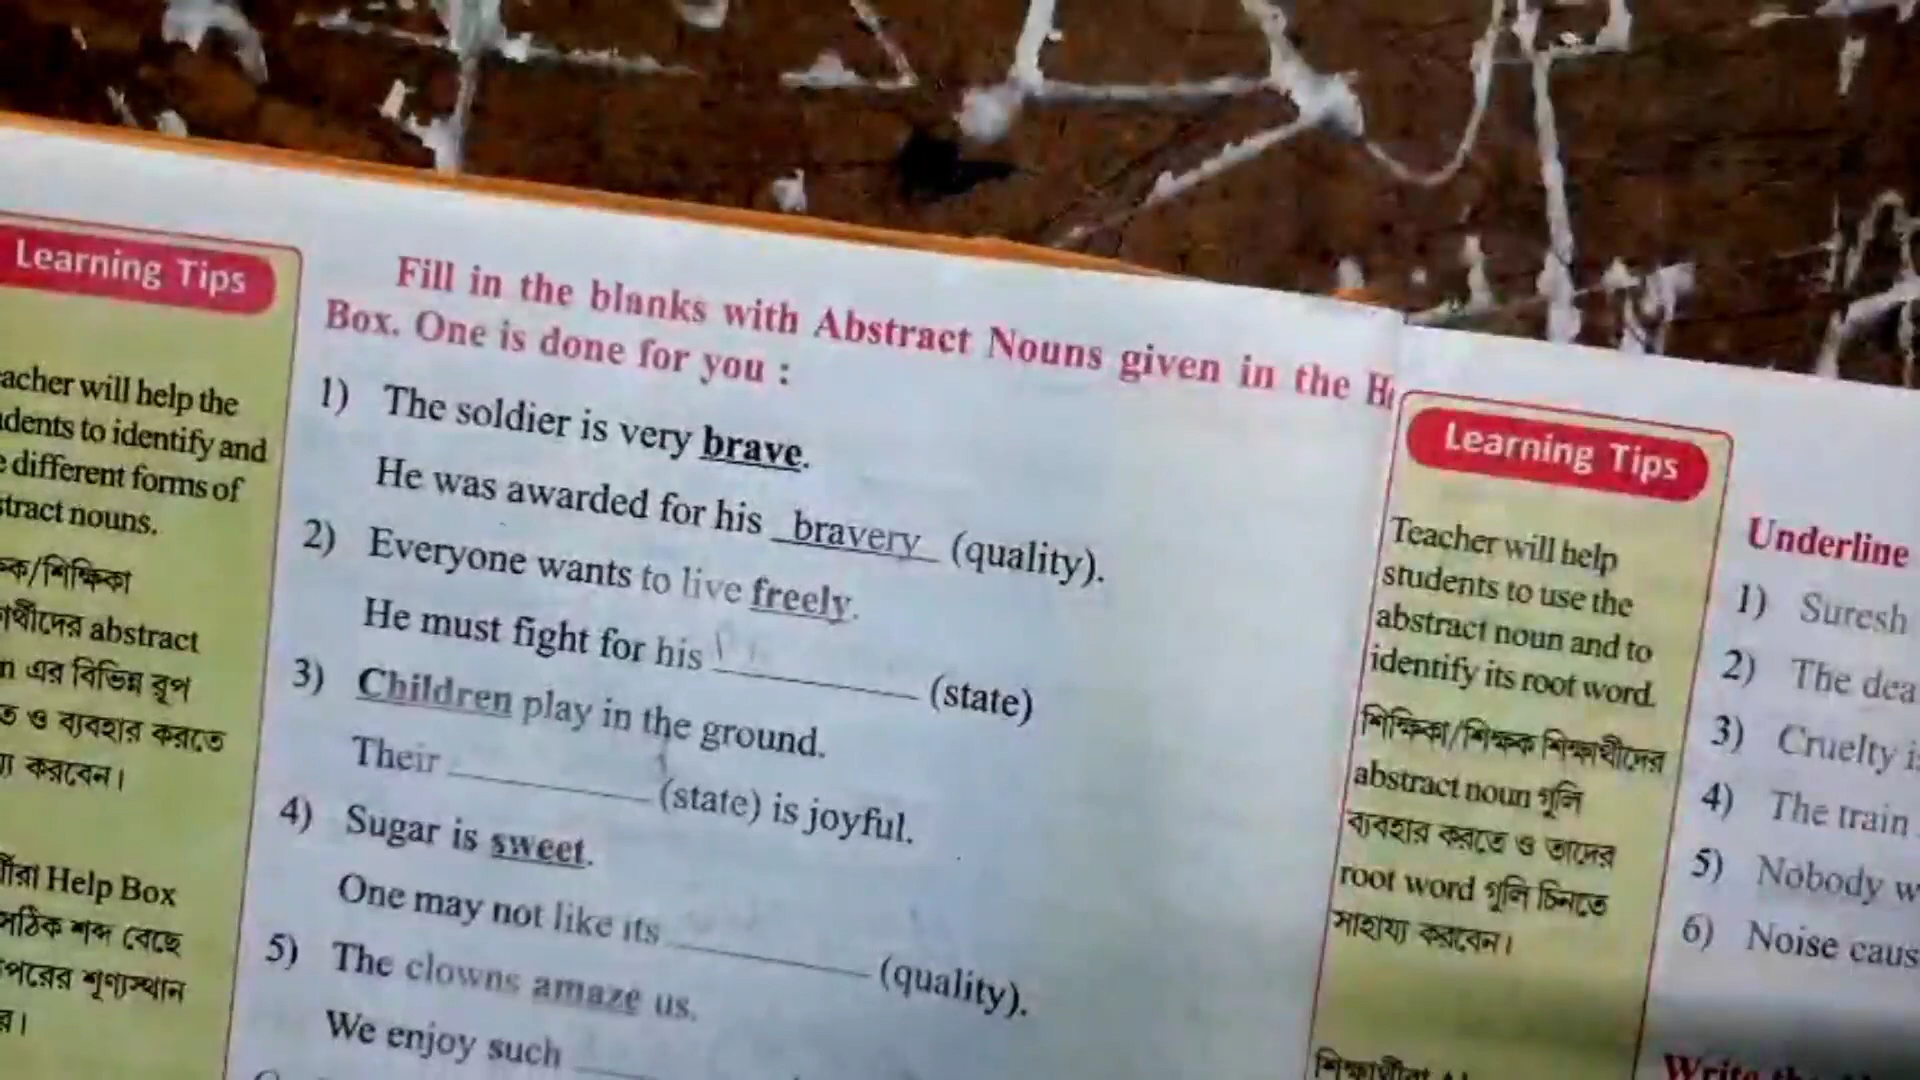 Learning Tips
acher will help the
dents to identify and
e different forms of
stract nouns.
ক/শিক্ষিকা
র্থীদের abstract
n এর বিভিন্ন রূপ
ত ও ব্যবহার করতে
য্য করবেন।
র্থীরা Help Box
সঠিক শব্দ বেছে
পরের শূণ্যস্থান
Fill in the blanks with Abstract Nouns given in the
Box. One is done for you :
1) The soldier is very brave.
He was awarded for his bravery (quality).
2) Everyone wants to live freely.
He must fight for his ________ (state)
3) Children play in the ground.
Their ________ (state) is joyful.
4) Sugar is sweet.
One may not like its ________ (quality).
5) The clowns amaze us.
We enjoy such
Learning Tips
Teacher will help
students to use the
abstract noun and to
identify its root word.
শিক্ষিকা/শিক্ষক শিক্ষার্থীদের
abstract noun গুলি
ব্যবহার করতে ও তাদের
root word গুলি চিনতে
সাহায্য করবেন।
শিক্ষার্থীরা
Underline
1) Suresh
2) The dea
3) Cruelty i
4) The train
5) Nobody w
6) Noise caus
Write